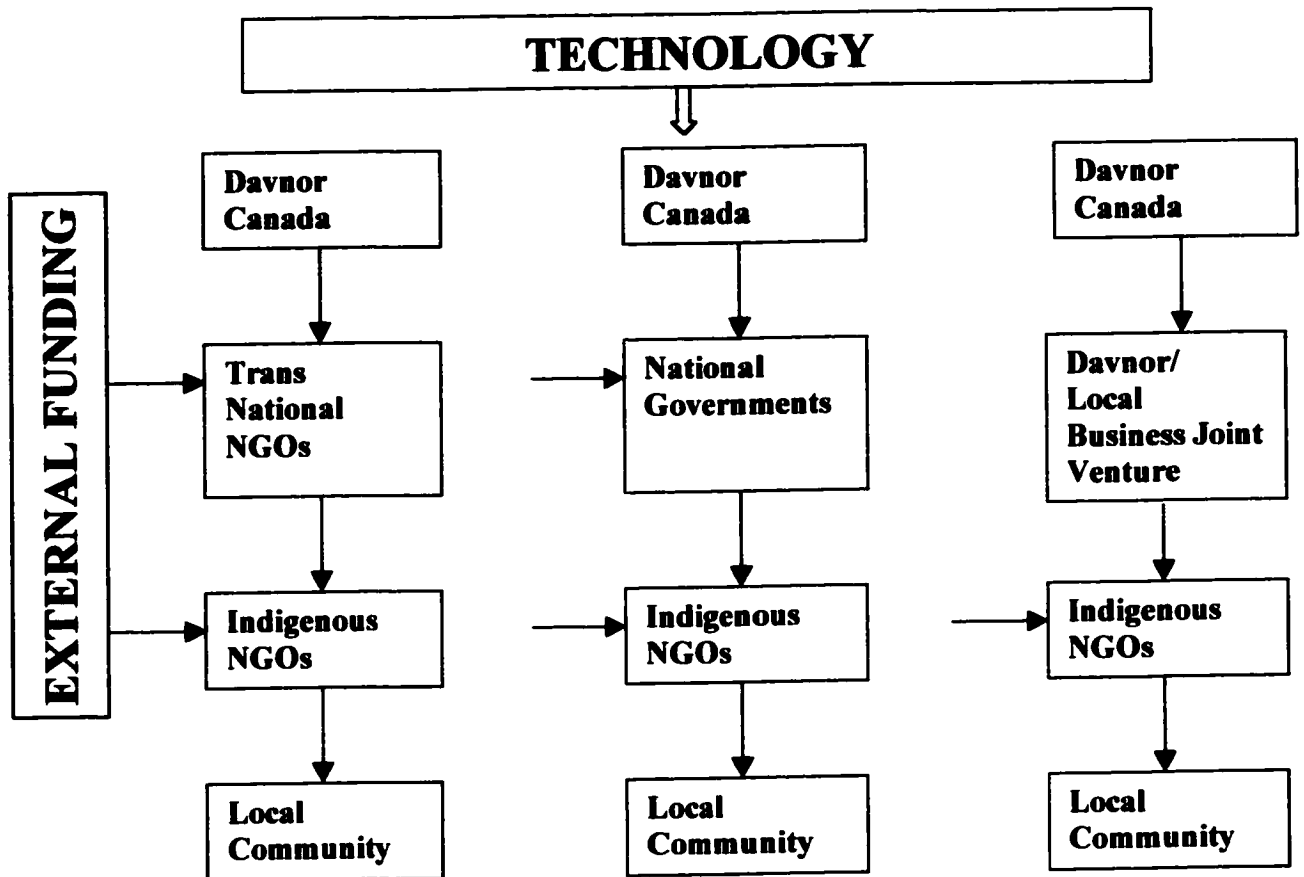 TECHNOLOGY
EXTERNAL FUNDING
Davnor
Canada
Trans
National
NGOs
Indigenous
NGOs
Local
Community
Davnor
Canada
National
Governments
Indigenous
NGOs
Local
Community
Davnor
Canada
Davnor/
Local
Business Joint
Venture
Indigenous
NGOs
Local
Community